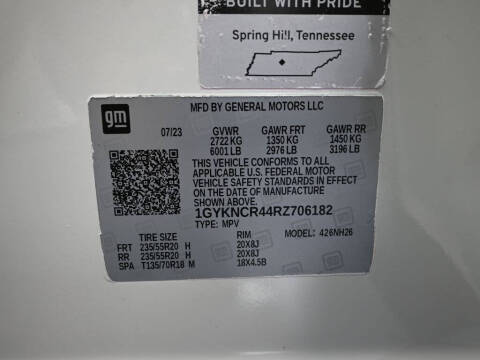 BUILT WITH PRIDE
Spring Hill, Tennessee
gm
MFD BY GENERAL MOTORS LLC
07/23 GVWR GAWR FRT GAWR RR
2722 KG 1350 KG 1450 KG
6001 LB 2976 LB 3196 LB
THIS VEHICLE CONFORMS TO ALL
APPLICABLE U.S. FEDERAL MOTOR
VEHICLE SAFETY STANDARDS IN EFFECT
ON THE DATE OF MANUFACTURE
SHOWN ABOVE.
1GYKNCR44RZ706182
TYPE: MPV MODEL: 426NH26
TIRE SIZE RIM
FRT 235/55R20 H 20X8J
RR 235/55R20 H 20X8J
SPA T135/70R18 M 18X4.5B